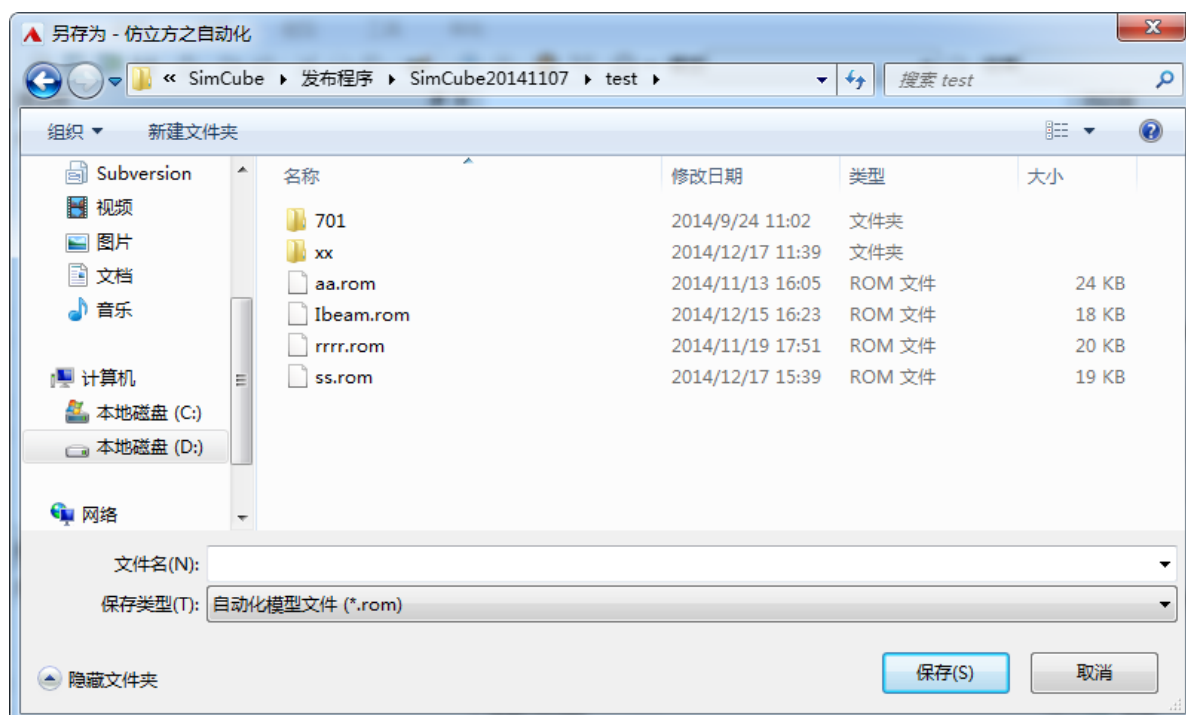 另存为 - 仿立方之自动化
« SimCube 发布程序 SimCube20141107 test
搜索 test
组织 新建文件夹
Subversion
视频
图片
文档
音乐
计算机
本地磁盘 (C:)
本地磁盘 (D:)
网络
名称 修改日期 类型 大小
701 2014/9/24 11:02 文件夹
xx 2014/12/17 11:39 文件夹
aa.rom 2014/11/13 16:05 ROM 文件 24 KB
Ibeam.rom 2014/12/15 16:23 ROM 文件 18 KB
rrrr.rom 2014/11/19 17:51 ROM 文件 20 KB
ss.rom 2014/12/17 15:39 ROM 文件 19 KB
文件名(N):
保存类型(T): 自动化模型文件 (*.rom)
隐藏文件夹 保存(S) 取消